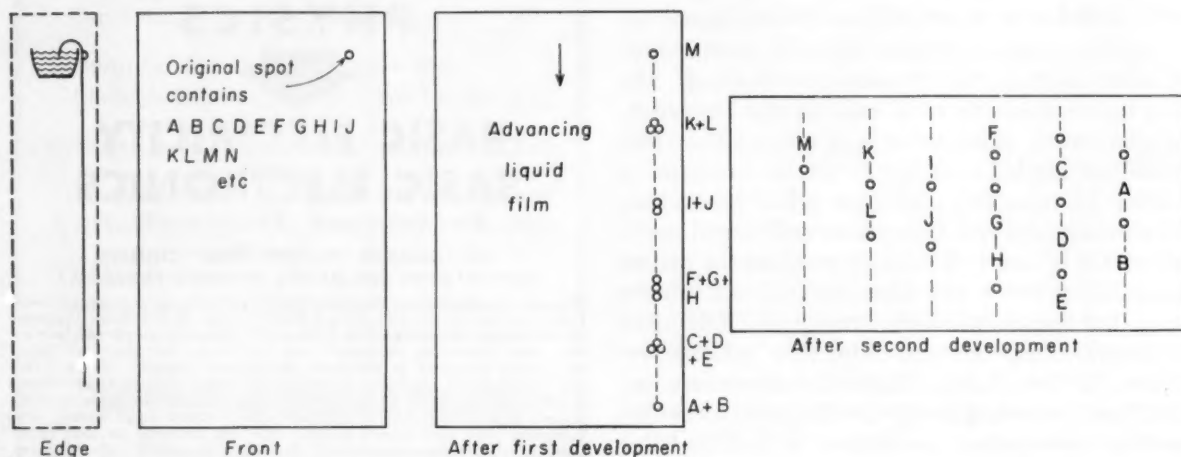 Original spot
contains
A B C D E F G H I J
K L M N
etc
Edge
Front
Advancing
liquid
film
M
K+L
I+J
F+G+
H
C+D
+E
A+B
After first development
M
K
L
I
J
F
G
H
C
D
E
A
B
After second development